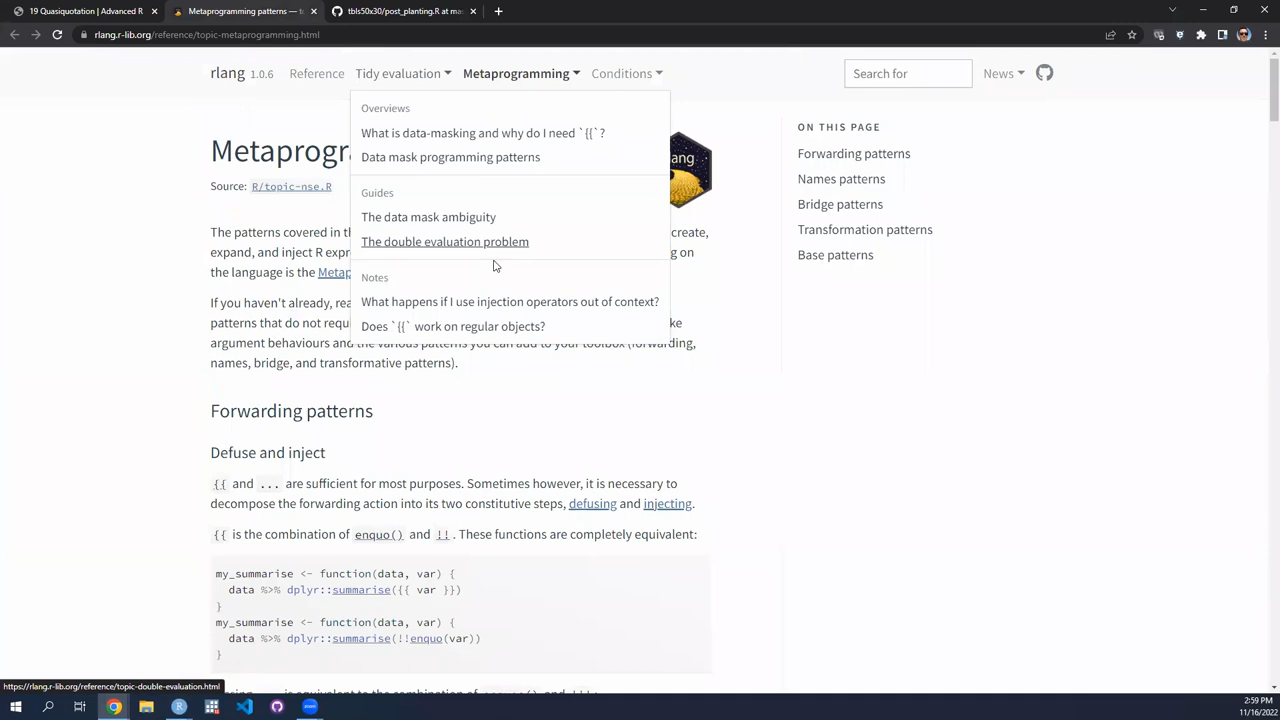 19 Quasiquotation | Advanced R
Metaprogramming patterns — to
tbls50x30/post_planting.R at ma
rlang.r-lib.org/reference/topic-metaprogramming.html
rlang 1.0.6 Reference Tidy evaluation Metaprogramming Conditions Search for News
Overviews
What is data-masking and why do I need `{{`?
Data mask programming patterns
Guides
The data mask ambiguity
The double evaluation problem
Notes
What happens if I use injection operators out of context?
Does `{{` work on regular objects?
ON THIS PAGE
Forwarding patterns
Names patterns
Bridge patterns
Transformation patterns
Base patterns
Metaprogr
lang
Source: R/topic-nse.R
The patterns covered in th create,
expand, and inject R expr ng on
the language is the Metap
If you haven't already, rea
patterns that do not requi ke
argument behaviours and the various patterns you can add to your toolbox (forwarding,
names, bridge, and transformative patterns).
Forwarding patterns
Defuse and inject
{{ and ... are sufficient for most purposes. Sometimes however, it is necessary to
decompose the forwarding action into its two constitutive steps, defusing and injecting.
{{ is the combination of enquo() and !!. These functions are completely equivalent:
my_summarise <- function(data, var) {
data %>% dplyr::summarise({{ var }})
}
my_summarise <- function(data, var) {
data %>% dplyr::summarise(!!enquo(var))
}
https://rlang.r-lib.org/reference/topic-double-evaluation.html
zoom
2:59 PM
11/16/2022